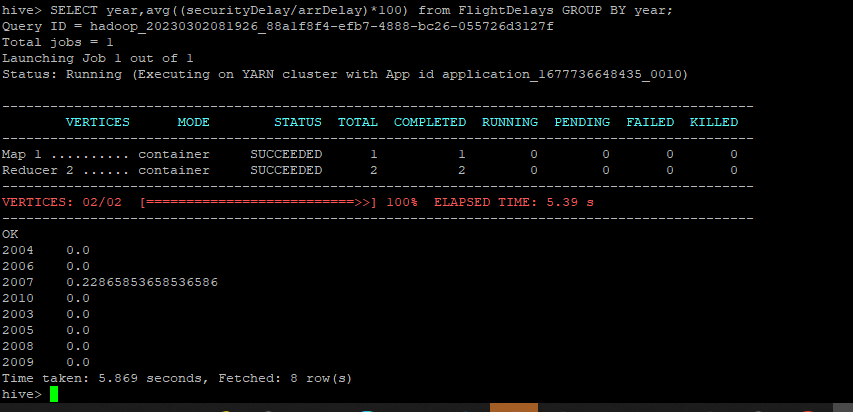 hive> SELECT year,avg((securityDelay/arrDelay)*100) from FlightDelays GROUP BY year;
Query ID = hadoop_20230302081926_88a1f8f4-efb7-4888-bc26-055726d3127f
Total jobs = 1
Launching Job 1 out of 1
Status: Running (Executing on YARN cluster with App id application_1677736648435_0010)
----------------------------------------------------------------------------------------------
VERTICES MODE STATUS TOTAL COMPLETED RUNNING PENDING FAILED KILLED
----------------------------------------------------------------------------------------------
Map 1 .......... container SUCCEEDED 1 1 0 0 0 0
Reducer 2 ...... container SUCCEEDED 2 2 0 0 0 0
----------------------------------------------------------------------------------------------
VERTICES: 02/02 [==========================>>] 100% ELAPSED TIME: 5.39 s
----------------------------------------------------------------------------------------------
OK
2004 0.0
2006 0.0
2007 0.22865853658536586
2010 0.0
2003 0.0
2005 0.0
2008 0.0
2009 0.0
Time taken: 5.869 seconds, Fetched: 8 row(s)
hive>